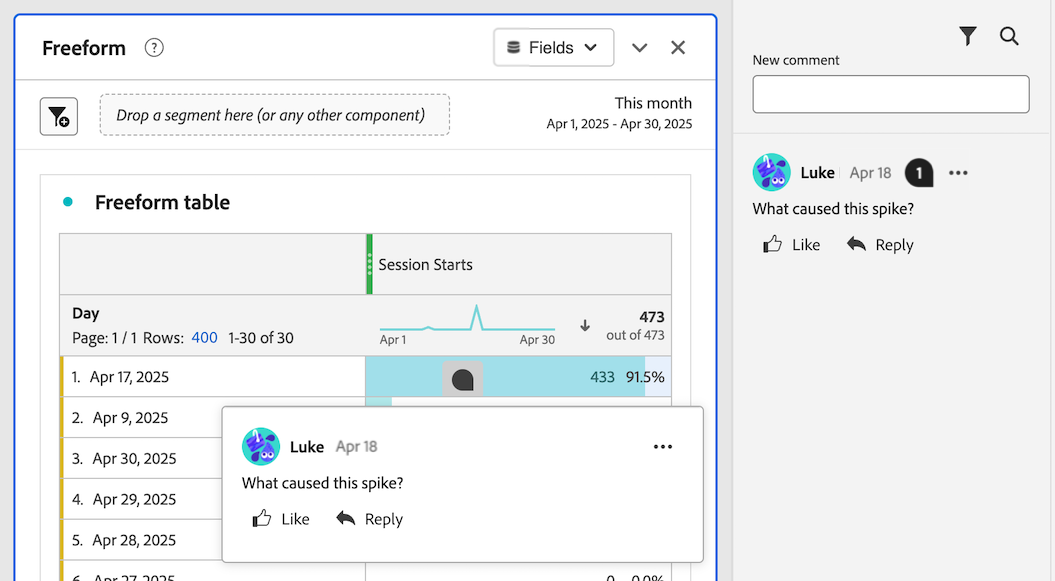 Freeform ?
Fields
Drop a segment here (or any other component)
This month
Apr 1, 2025 - Apr 30, 2025
Freeform table
Session Starts
Day
Page: 1 / 1 Rows: 400 1-30 of 30
Apr 1
Apr 30
473
out of 473
1. Apr 17, 2025 433 91.5%
2. Apr 9, 2025
3. Apr 30, 2025
4. Apr 29, 2025
5. Apr 28, 2025
6. Apr 27, 2025 0 0.0%
Luke Apr 18
What caused this spike?
Like Reply
New comment
Luke Apr 18 1
What caused this spike?
Like Reply